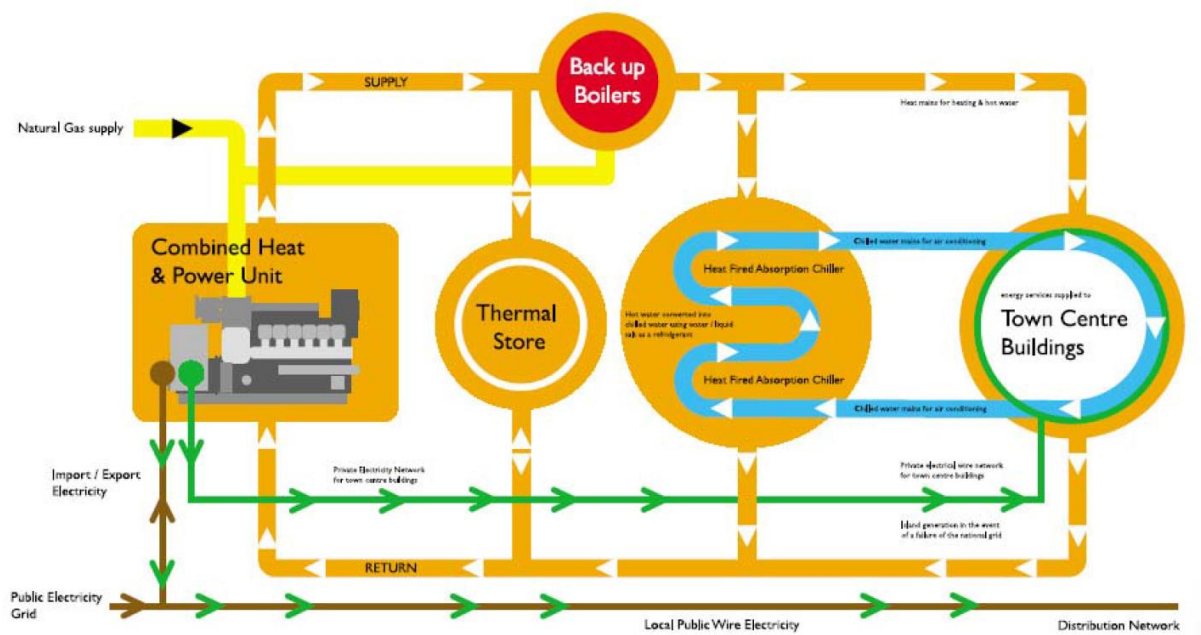 Back up
Boilers
SUPPLY
Heat mains for heating & hot water
Natural Gas supply
Combined Heat
& Power Unit
Thermal
Store
Chilled water mains for air conditioning
Heat Fired Absorption Chiller
Hot water converted into
chilled water using water / liquid
salt as a refridgerant
Heat Fired Absorption Chiller
Chilled water mains for air conditioning
energy services supplied to
Town Centre
Buildings
Import / Export
Electricity
Private Electricity Network
for town centre buildings
Private electrical wire network
for town centre buildings
Island generation in the event
of a failure of the national grid
RETURN
Public Electricity
Grid
Local Public Wire Electricity
Distribution Network